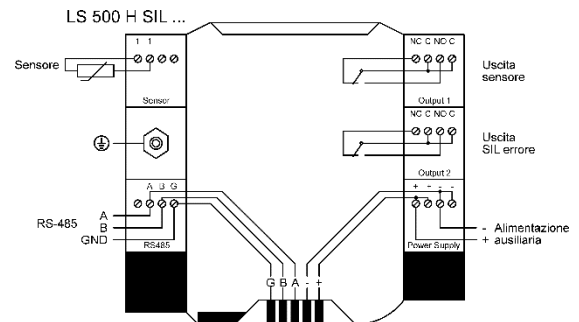 LS 500 H SIL ...
1 1
Sensore
Sensor
NC C NO C
Uscita
sensore
Output 1
NC C NO C
Uscita
SIL errore
Output 2
A B G
RS-485
A
B
GND
RS485
+ - - -
Power Supply
- Alimentazione
+ ausiliaria
G B A - +